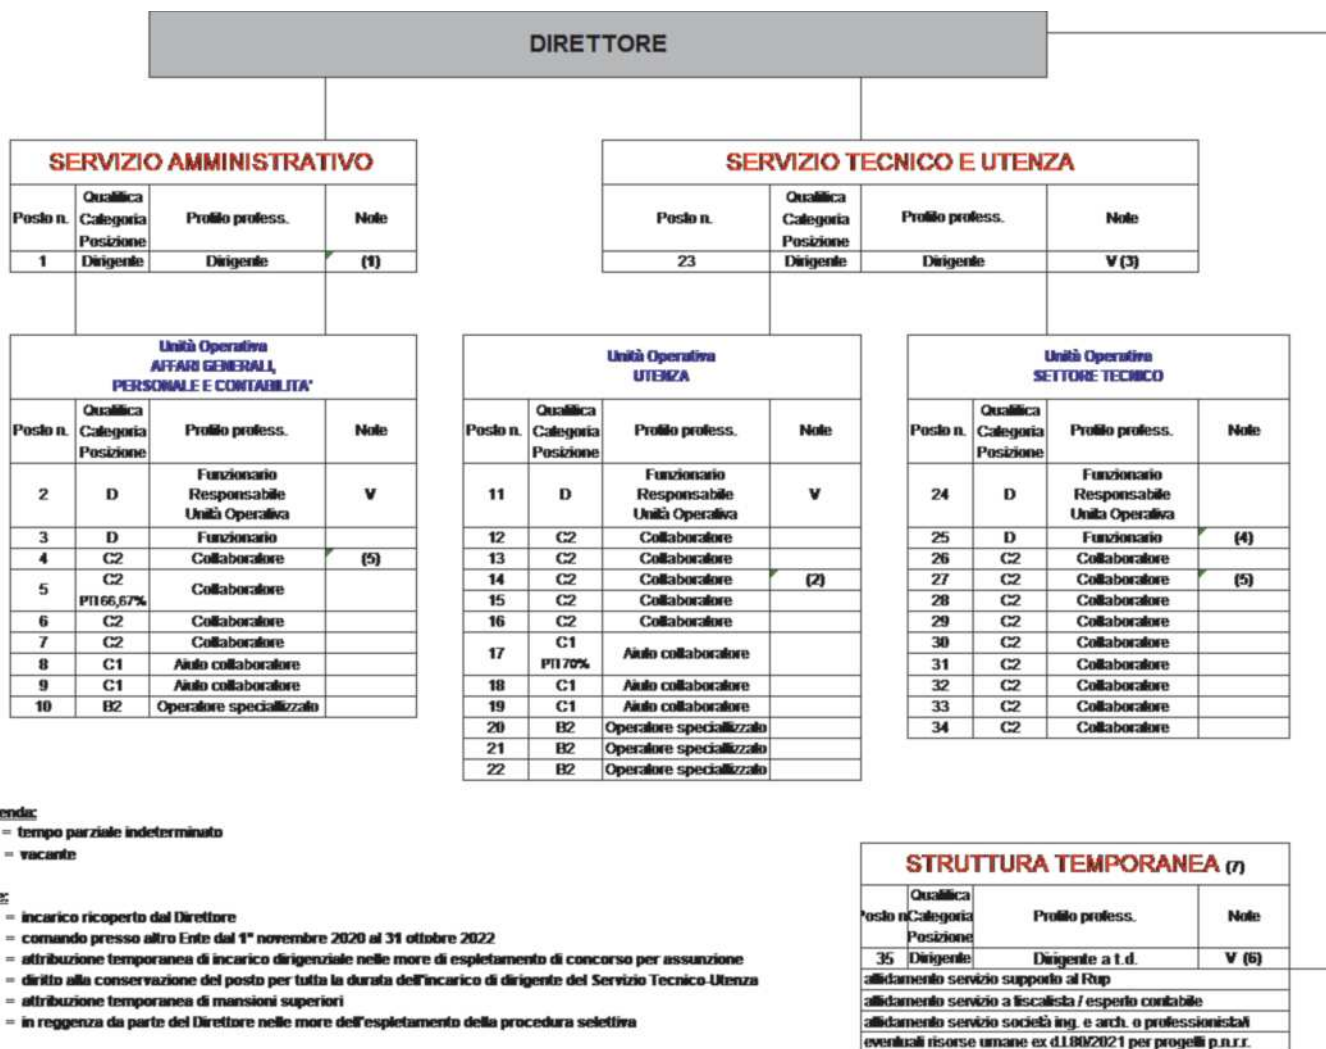 DIRETTORE
SERVIZIO AMMINISTRATIVO
Posto n. Qualifica Categoria Posizione Profilo profess. Note
1 Dirigente Dirigente (1)
SERVIZIO TECNICO E UTENZA
Posto n. Qualifica Categoria Posizione Profilo profess. Note
23 Dirigente Dirigente V (3)
Unità Operativa
AFFARI GENERALI,
PERSONALE E CONTABILITA'
Posto n. Qualifica Categoria Posizione Profilo profess. Note
2 D Funzionario Responsabile Unità Operativa V
3 D Funzionario
4 C2 Collaboratore (5)
5 C2 PTI 66,67% Collaboratore
6 C2 Collaboratore
7 C2 Collaboratore
8 C1 Aiuto collaboratore
9 C1 Aiuto collaboratore
10 B2 Operatore speciallizzato
Unità Operativa
UTENZA
Posto n. Qualifica Categoria Posizione Profilo profess. Note
11 D Funzionario Responsabile Unità Operativa V
12 C2 Collaboratore
13 C2 Collaboratore
14 C2 Collaboratore (2)
15 C2 Collaboratore
16 C2 Collaboratore
17 C1 PTI 70% Aiuto collaboratore
18 C1 Aiuto collaboratore
19 C1 Aiuto collaboratore
20 B2 Operatore speciallizzato
21 B2 Operatore speciallizzato
22 B2 Operatore speciallizzato
Unità Operativa
SETTORE TECNICO
Posto n. Qualifica Categoria Posizione Profilo profess. Note
24 D Funzionario Responsabile Unita Operativa
25 D Funzionario (4)
26 C2 Collaboratore
27 C2 Collaboratore (5)
28 C2 Collaboratore
29 C2 Collaboratore
30 C2 Collaboratore
31 C2 Collaboratore
32 C2 Collaboratore
33 C2 Collaboratore
34 C2 Collaboratore
enda:
= tempo parziale indeterminato
= vacante
e:
= incarico ricoperto dal Direttore
= comando presso altro Ente dal 1° novembre 2020 al 31 ottobre 2022
= attribuzione temporanea di incarico dirigenziale nelle more di espletamento di concorso per assunzione
= diritto alla conservazione del posto per tutta la durata dell'incarico di dirigente del Servizio Tecnico-Utenza
= attribuzione temporanea di mansioni superiori
= in reggenza da parte del Direttore nelle more dell'espletamento della procedura selettiva
STRUTTURA TEMPORANEA (7)
Posto n Qualifica Categoria Posizione Profilo profess. Note
35 Dirigente Dirigente a t.d. V (6)
affidamento servizio supporto al Rup
affidamento servizio a fiscalista / esperto contabile
affidamento servizio società ing. e arch. o professionista/i
eventuali risorse umane ex d.l.80/2021 per progetti p.n.r.r.